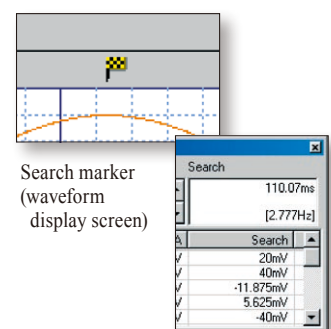 Search marker
(waveform
display screen)
Search
110.07ms
[2.777Hz]
Search
20mV
40mV
-11.875mV
5.625mV
-40mV